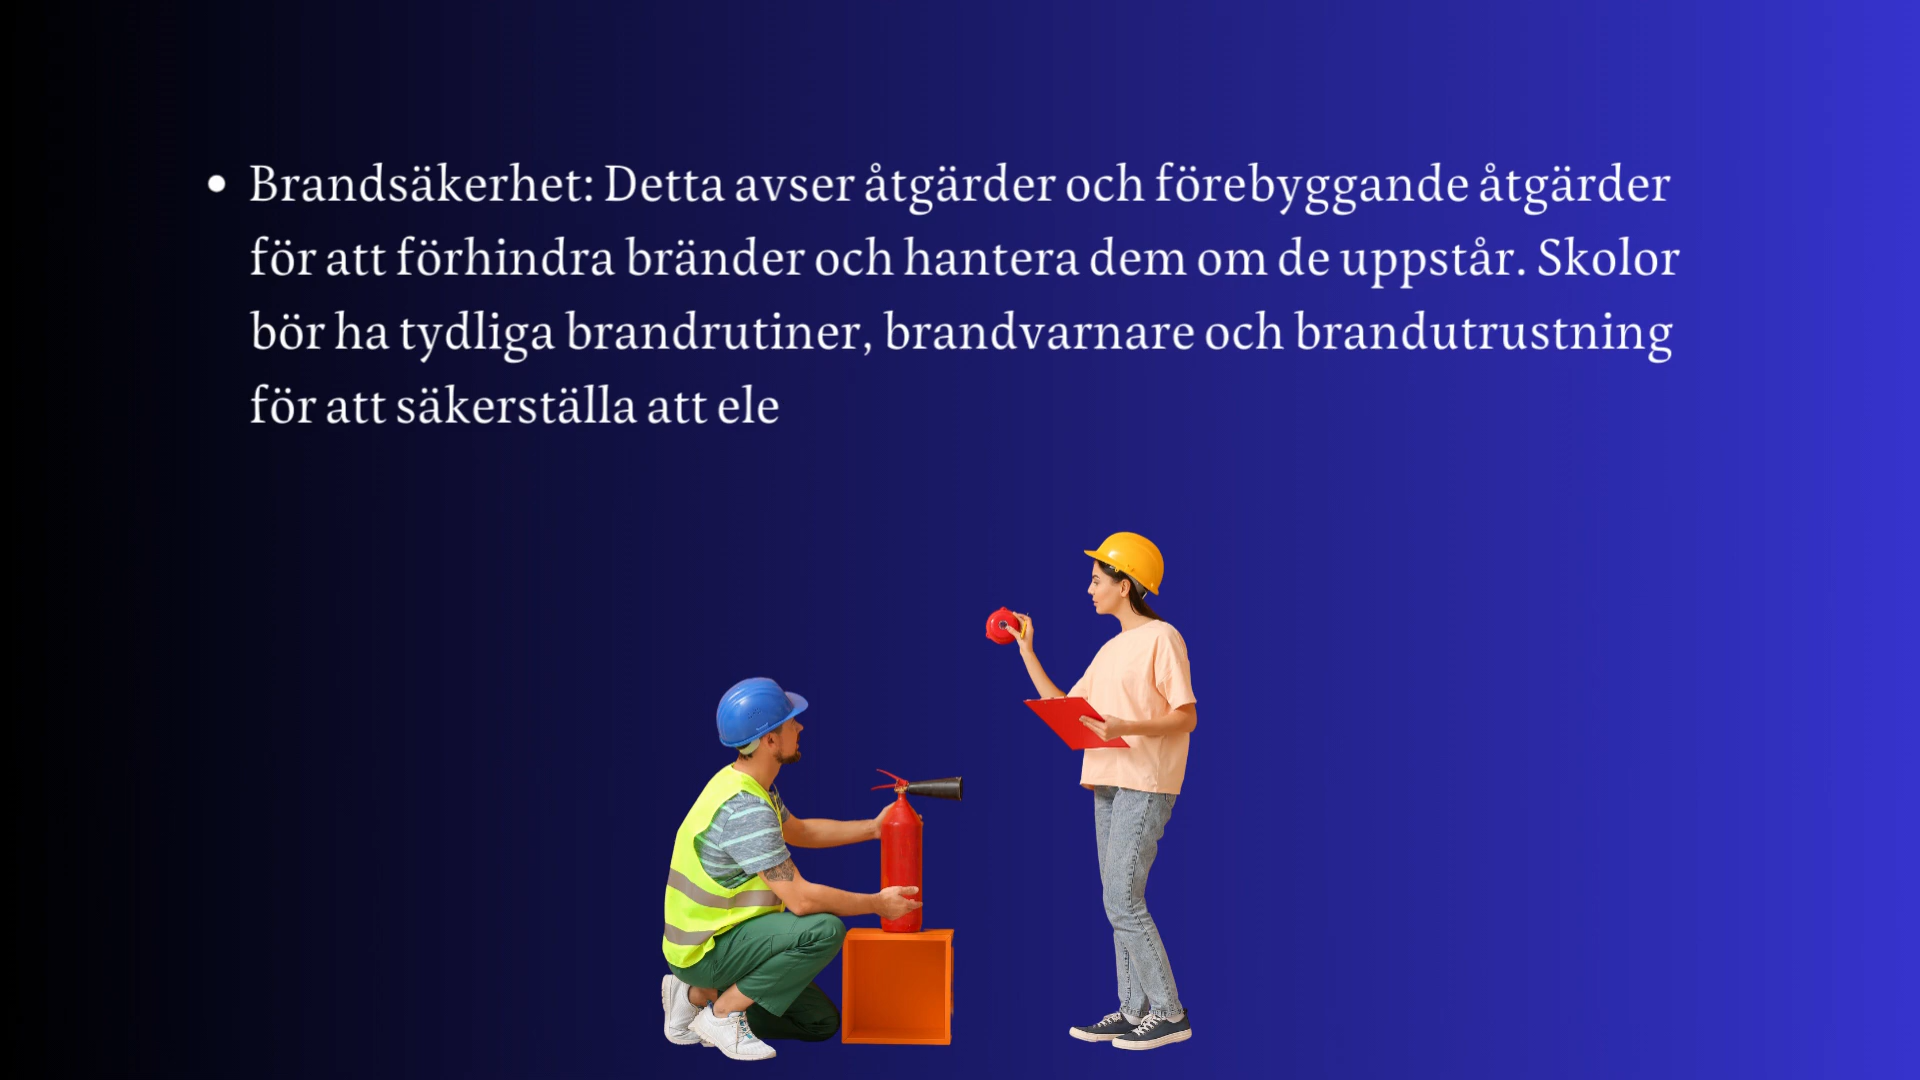 • Brandsäkerhet: Detta avser åtgärder och förebyggande åtgärder
för att förhindra bränder och hantera dem om de uppstår. Skolor
bör ha tydliga brandrutiner, brandvarnare och brandutrustning
för att säkerställa att ele